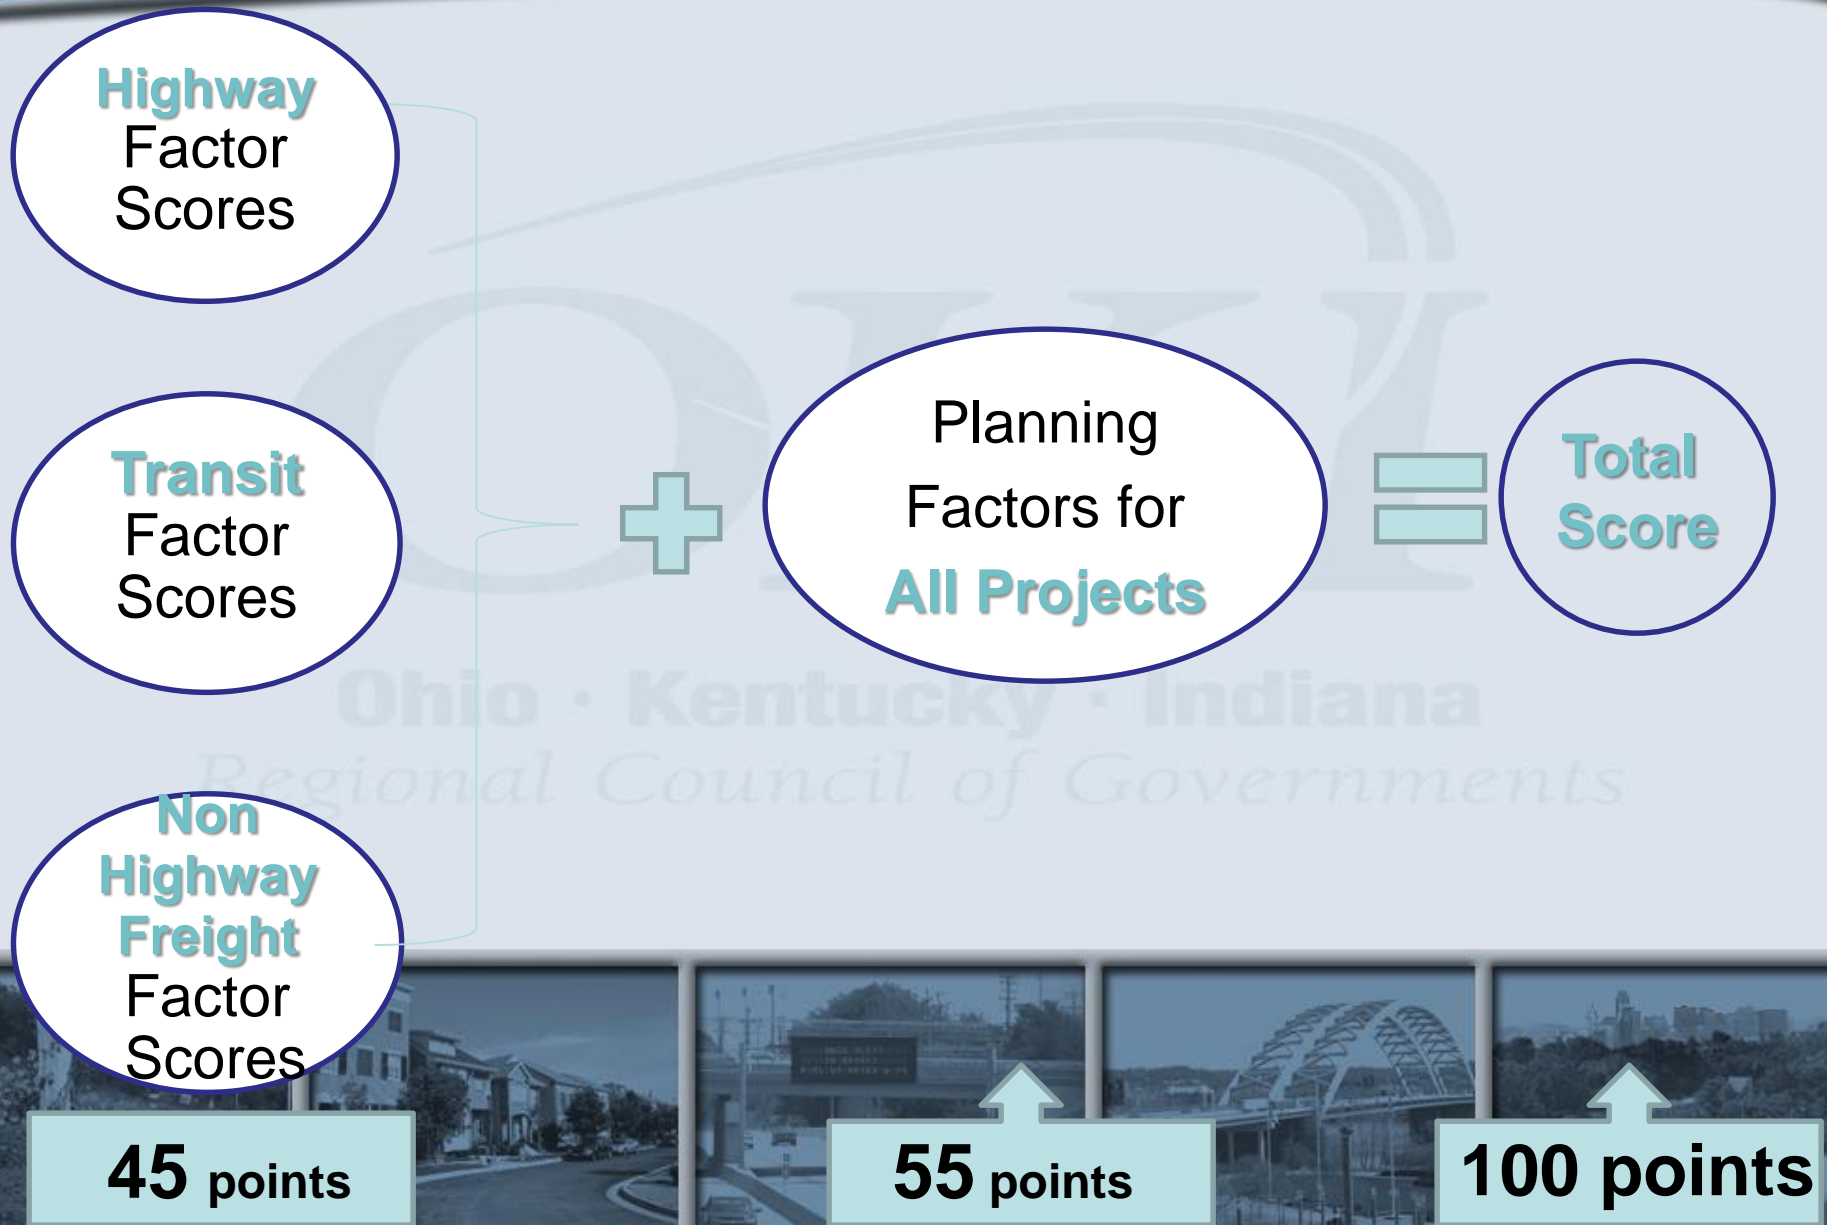 Highway
Factor
Scores
Transit
Factor
Scores
Non
Highway
Freight
Factor
Scores
Planning
Factors for
All Projects
Total
Score
OKI
Ohio · Kentucky · Indiana
Regional Council of Governments
45 points
55 points
100 points